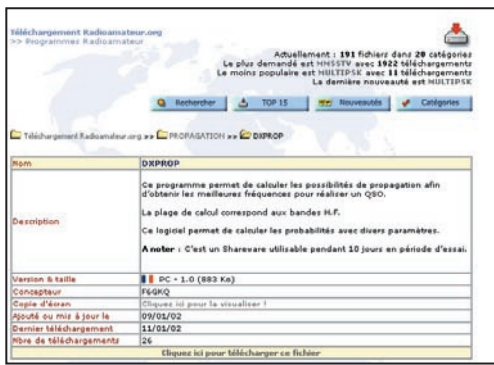 Téléchargement Radioamateur.org
>> Programmes Radioamateur
Actuellement : 191 fichiers dans 28 catégories
Le plus demandé est MMSSTV avec 1922 téléchargements
Le moins populaire est MULTIPSK avec 11 téléchargements
La dernière nouveauté est MULTIPSK
Rechercher TOP 15 Nouveautés Catégories
Téléchargement Radioamateur.org >> PROPAGATION >> DXPROP
Nom DXPROP
Description
Ce programme permet de calculer les possibilités de propagation afin
d'obtenir les meilleures fréquences pour réaliser un QSO.
La plage de calcul correspond aux bandes H.F.
Ce logiciel permet de calculer les probabilités avec divers paramètres.
A noter : C'est un Shareware utilisable pendant 10 jours en période d'essai.
Version & taille PC - 1.0 (883 Ko)
Concepteur F6GKQ
Copie d'écran Cliquez ici pour la visualiser !
Ajouté ou mis à jour le 09/01/02
Dernier téléchargement 11/01/02
Nbre de téléchargements 26
Cliquez ici pour télécharger ce fichier